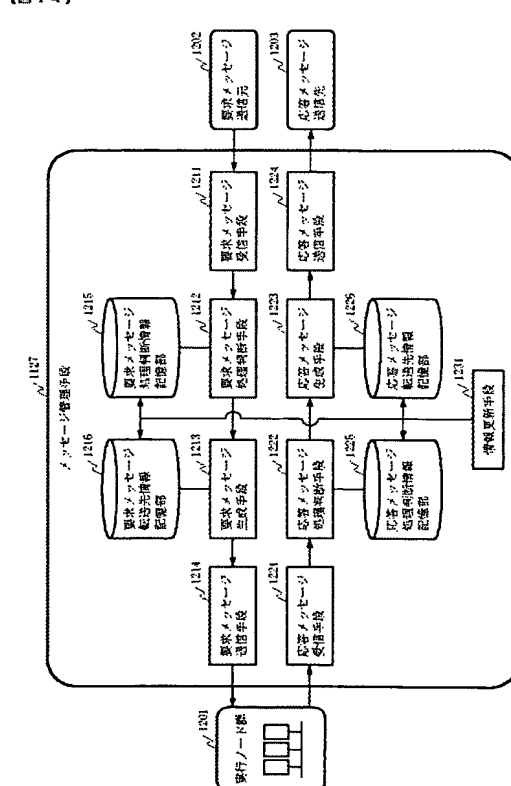 1127
メッセージ管理手段
1202
要求メッセージ
送信元
1203
応答メッセージ
送信先
1211
要求メッセージ
受信手段
1224
応答メッセージ
送信手段
1215
要求メッセージ
処理判断情報
記憶部
1212
要求メッセージ
処理判断手段
1223
応答メッセージ
生成手段
1226
応答メッセージ
転送先情報
記憶部
1216
要求メッセージ
転送先情報
記憶部
1213
要求メッセージ
生成手段
1222
応答メッセージ
処理判断手段
1225
応答メッセージ
処理判断情報
記憶部
1231
情報更新手段
1214
要求メッセージ
送信手段
1221
応答メッセージ
受信手段
1201
実行ノード群